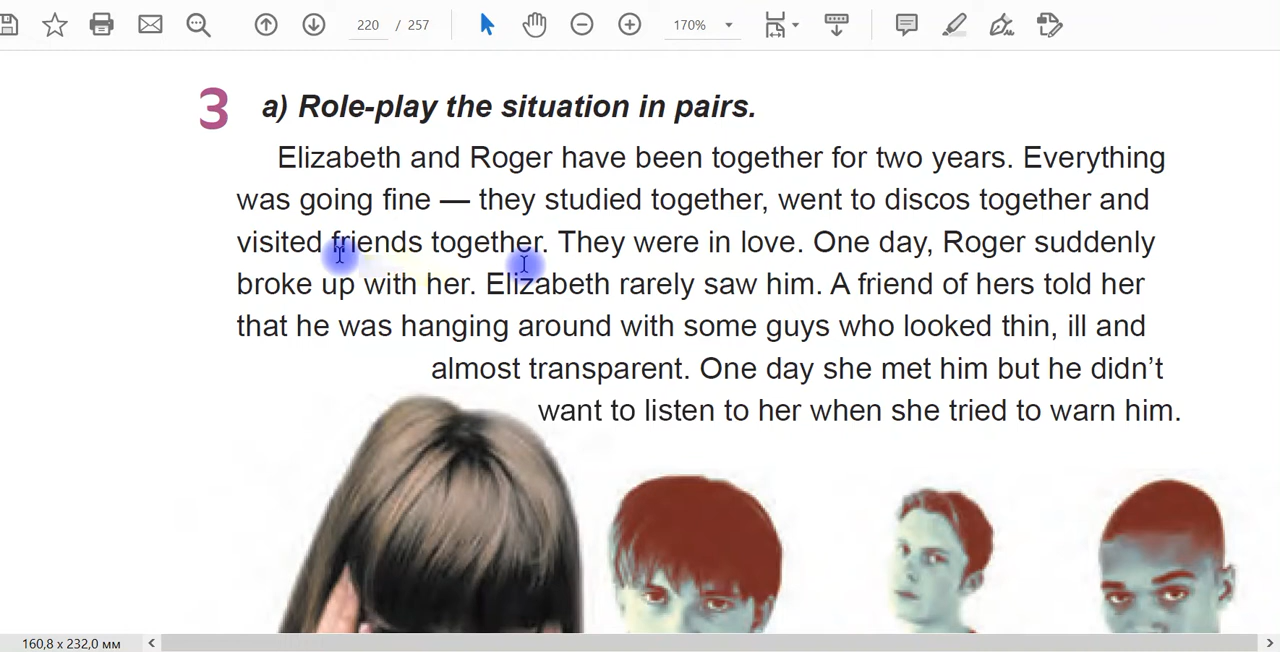 220 / 257
170%
3 a) Role-play the situation in pairs.
Elizabeth and Roger have been together for two years. Everything
was going fine — they studied together, went to discos together and
visited friends together. They were in love. One day, Roger suddenly
broke up with her. Elizabeth rarely saw him. A friend of hers told her
that he was hanging around with some guys who looked thin, ill and
almost transparent. One day she met him but he didn’t
want to listen to her when she tried to warn him.
160,8 x 232,0 мм